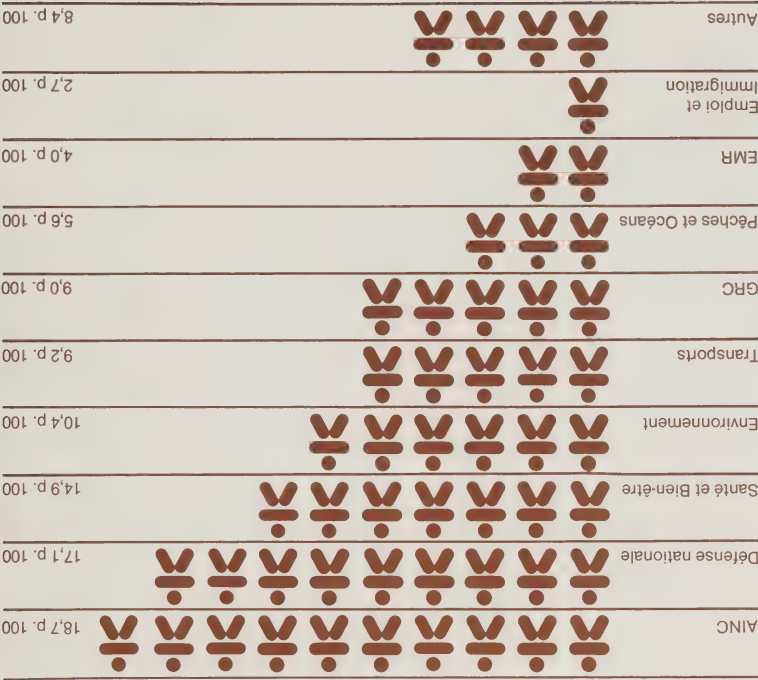 AINC 18,7 p. 100
Défense nationale 17,1 p. 100
Santé et Bien-être 14,9 p. 100
Environnement 10,4 p. 100
Transports 9,2 p. 100
GRC 9,0 p. 100
Pêches et Océans 5,6 p. 100
EMR 4,0 p. 100
Emploi et
Immigration 2,7 p. 100
Autres 8,4 p. 100